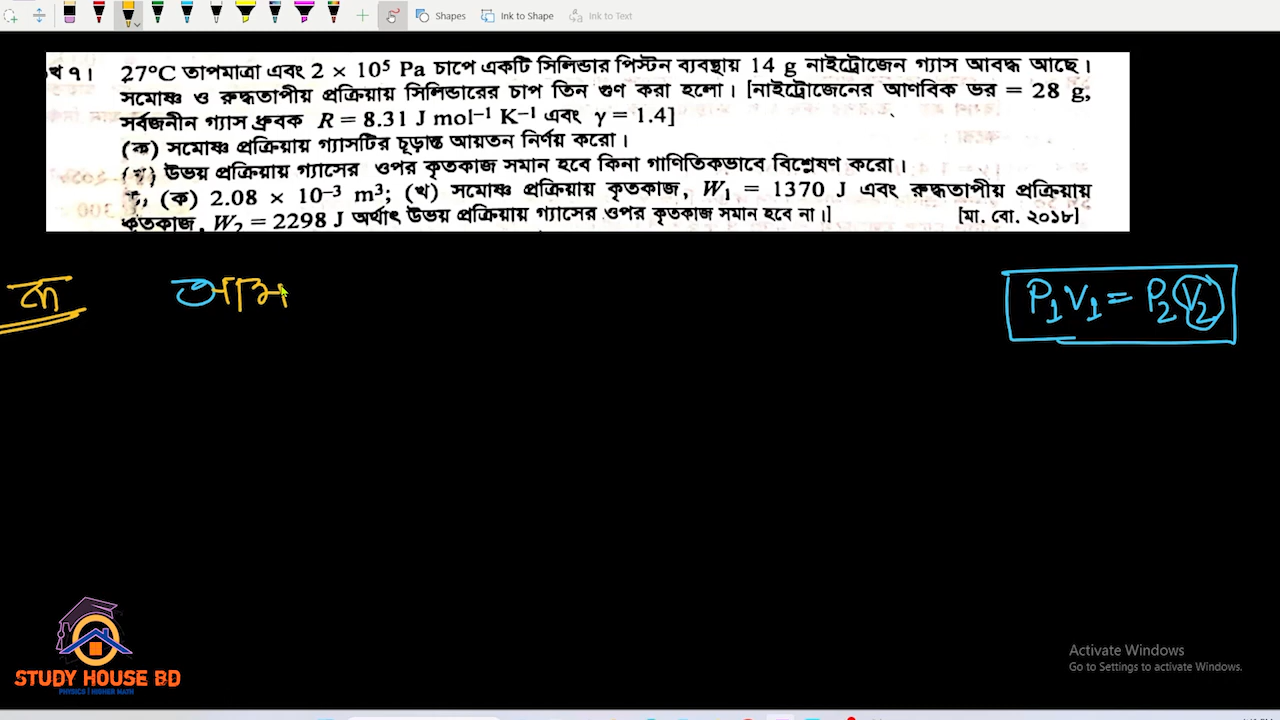 Shapes Ink to Shape Ink to Text
খ ৭। 27°C তাপমাত্রা এবং 2 × 10⁵ Pa চাপে একটি সিলিন্ডার পিস্টন ব্যবস্থায় 14 g নাইট্রোজেন গ্যাস আবদ্ধ আছে।
সমোষ্ণ ও রুদ্ধতাপীয় প্রক্রিয়ায় সিলিন্ডারের চাপ তিন গুণ করা হলো। [নাইট্রোজেনের আণবিক ভর = 28 g,
সর্বজনীন গ্যাস ধ্রুবক R = 8.31 J mol⁻¹ K⁻¹ এবং γ = 1.4]
(ক) সমোষ্ণ প্রক্রিয়ায় গ্যাসটির চূড়ান্ত আয়তন নির্ণয় করো।
(খ) উভয় প্রক্রিয়ায় গ্যাসের ওপর কৃতকাজ সমান হবে কিনা গাণিতিকভাবে বিশ্লেষণ করো।
(ক) 2.08 × 10⁻³ m³; (খ) সমোষ্ণ প্রক্রিয়ায় কৃতকাজ, W₁ = 1370 J এবং রুদ্ধতাপীয় প্রক্রিয়ায়
কৃতকাজ, W₂ = 2298 J অর্থাৎ উভয় প্রক্রিয়ায় গ্যাসের ওপর কৃতকাজ সমান হবে না।] [মা. বো. ২০১৮]
ক আম P₁V₁ = P₂V₂
STUDY HOUSE BD
PHYSICS | HIGHER MATH
Activate Windows
Go to Settings to activate Windows.